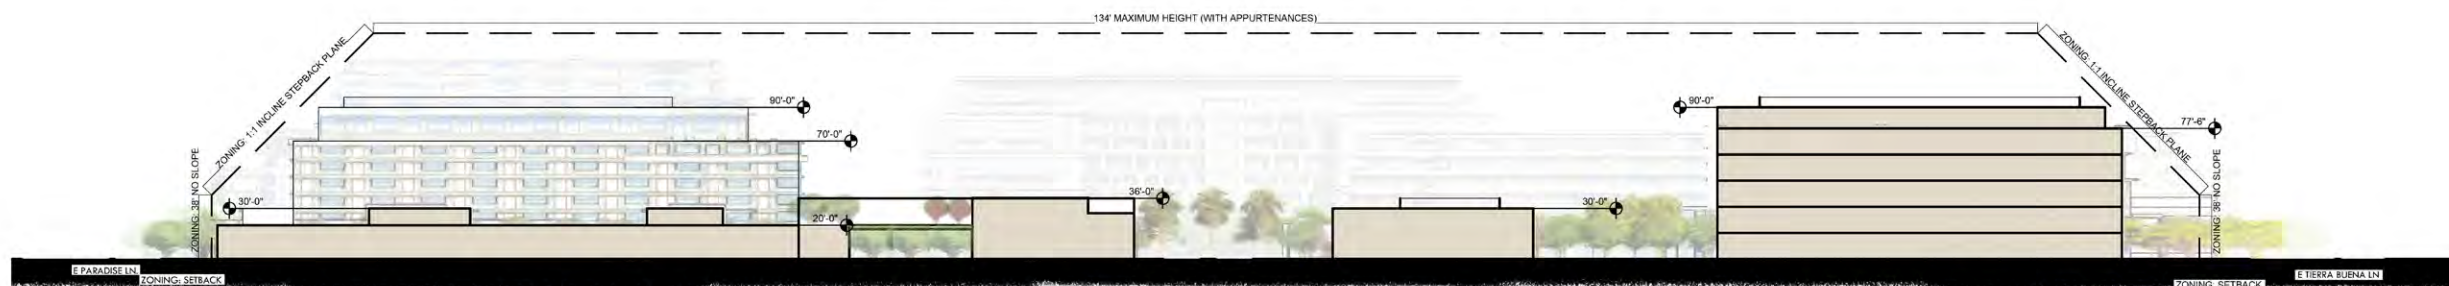 134' MAXIMUM HEIGHT (WITH APPURTENANCES)
ZONING: 1:1 INCLINE STEPBACK PLANE
ZONING: 1:1 INCLINE STEPBACK PLANE
90'-0"
90'-0"
77'-6"
70'-0"
ZONING: 38' NO SLOPE
ZONING: 38' NO SLOPE
36'-0"
30'-0"
30'-0"
20'-0"
E PARADISE LN.
E TIERRA BUENA LN
ZONING: SETBACK
ZONING: SETBACK